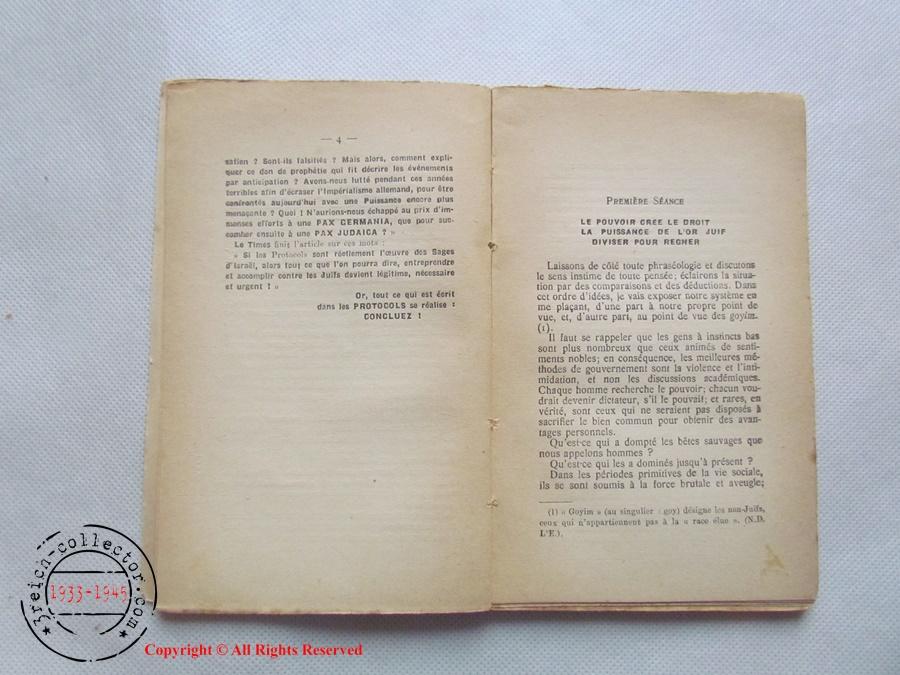 — 4 —
sation ? Sont-ils falsifiés ? Mais alors, comment expli-
quer ce don de prophétie qui fit décrire les événements
par anticipation ? Avons-nous lutté pendant ces années
terribles afin d'écraser l'Impérialisme allemand, pour être
confrontés aujourd'hui avec une Puissance encore plus
menaçante ? Quoi ! N'aurions-nous échappé au prix d'im-
menses efforts à une PAX GERMANIA, que pour suc-
comber ensuite à une PAX JUDAICA ? »
Le Times finit l'article sur ces mots :
« Si les Protocols sont réellement l'œuvre des Sages
d'Israël, alors tout ce que l'on pourra dire, entreprendre
et accomplir contre les Juifs devient légitime, nécessaire
et urgent ! »
Or, tout ce qui est écrit
dans les PROTOCOLS se réalise :
CONCLUEZ !
PREMIÈRE SÉANCE
LE POUVOIR CRÉE LE DROIT
LA PUISSANCE DE L'OR JUIF
DIVISER POUR REGNER
Laissons de côté toute phraséologie et discutons
le sens instime de toute pensée; éclairons la situa-
tion par des comparaisons et des déductions. Dans
cet ordre d'idées, je vais exposer notre système en
me plaçant, d'une part à notre propre point de
vue, et, d'autre part, au point de vue des goyim.
(1).
Il faut se rappeler que les gens à instincts bas
sont plus nombreux que ceux animés de senti-
ments nobles; en conséquence, les meilleures mé-
thodes de gouvernement sont la violence et l'inti-
midation, et non les discussions académiques.
Chaque homme recherche le pouvoir; chacun vou-
drait devenir dictateur, s'il le pouvait; et rares, en
vérité, sont ceux qui ne seraient pas disposés à
sacrifier le bien commun pour obtenir des avan-
tages personnels.
Qu'est-ce qui a dompté les bêtes sauvages que
nous appelons hommes ?
Qu'est-ce qui les a dominés jusqu'à présent ?
Dans les périodes primitives de la vie sociale,
ils se sont soumis à la force brutale et aveugle;
(1) « Goyim » (au singulier : goy) désigne les non-Juifs,
ceux qui n'appartiennent pas à la « race élue ». (N.D.
L'E.).
3reich-collector.com
1933-1945
Copyright © All Rights Reserved